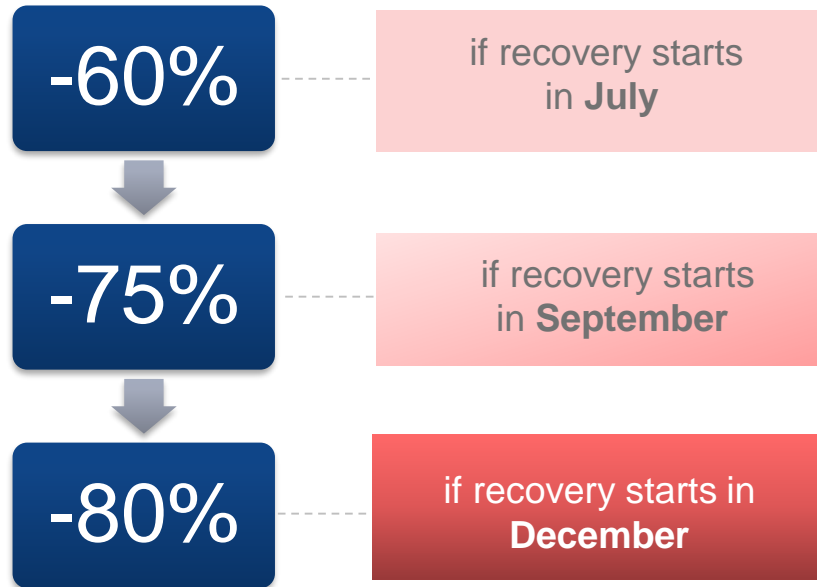 -60%
if recovery starts
in July
-75%
if recovery starts
in September
-80%
if recovery starts in
December